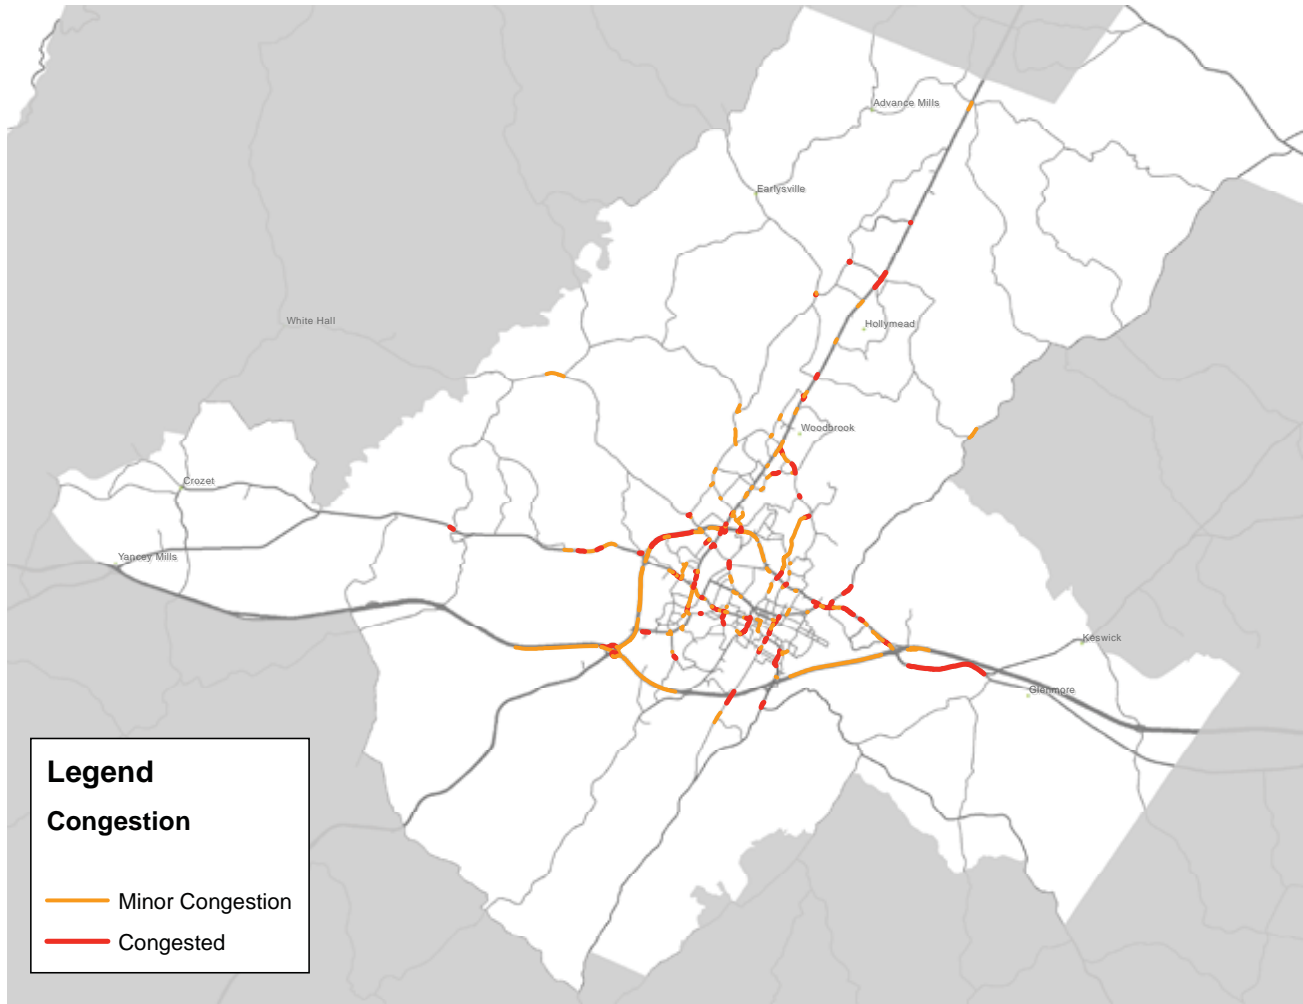 Advance Mills
Earlysville
White Hall
Hollymead
Woodbrook
Crozet
Yancey Mills
Keswick
Glenmore
Legend
Congestion
Minor Congestion
Congested